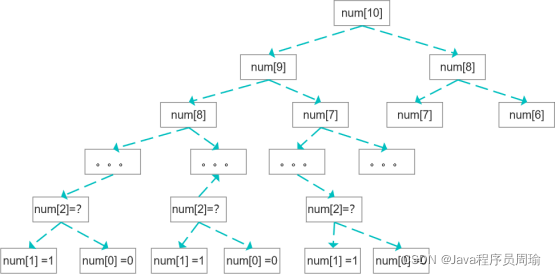 num[10]
num[9]
num[8]
num[8]
num[7]
num[7]
num[6]
。。。
。。。
。。。
。。。
num[2]=?
num[2]=?
num[2]=?
num[1] =1
num[0] =0
num[1] =1
num[0] =0
num[1] =1
num[0] =0
CSDN @Java程序员周瑜